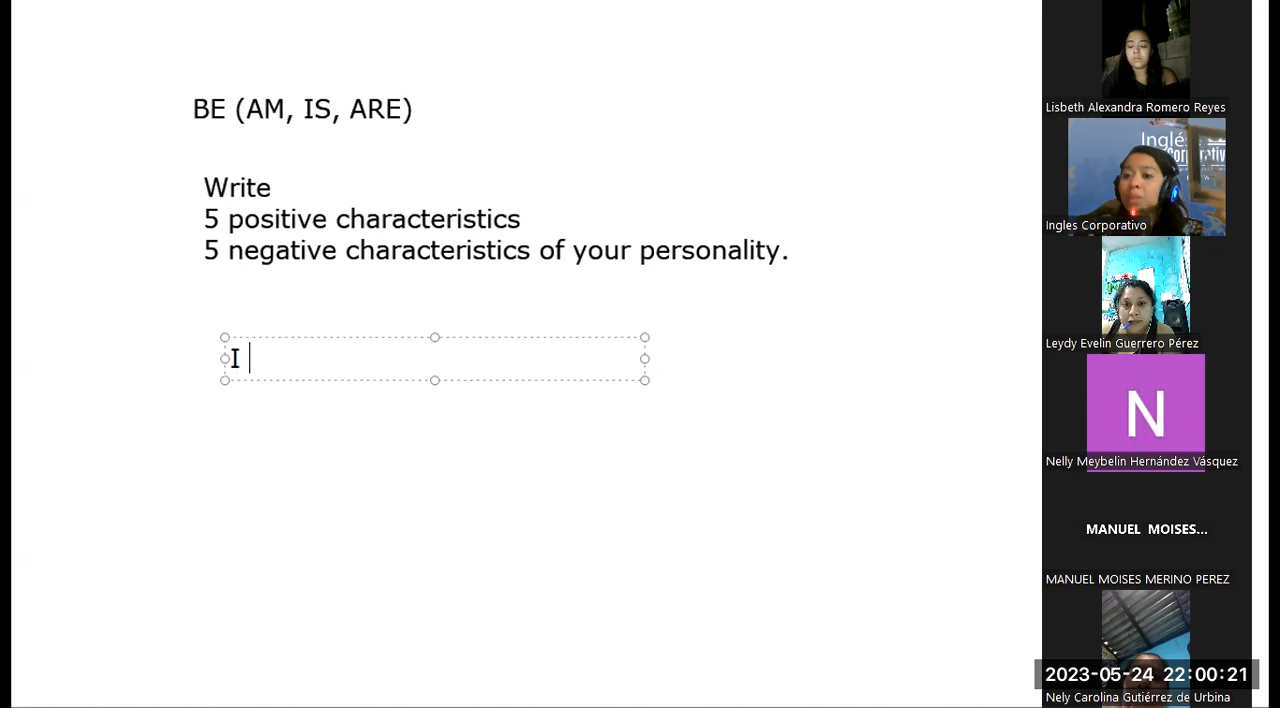 BE (AM, IS, ARE)
Write
5 positive characteristics
5 negative characteristics of your personality.
I
Lisbeth Alexandra Romero Reyes
Inglés
Corporativo
Ingles Corporativo
Leydy Evelin Guerrero Pérez
N
Nelly Meybelin Hernández Vásquez
MANUEL MOISES...
MANUEL MOISES MERINO PEREZ
2023-05-24 22:00:21
Nely Carolina Gutiérrez de Urbina